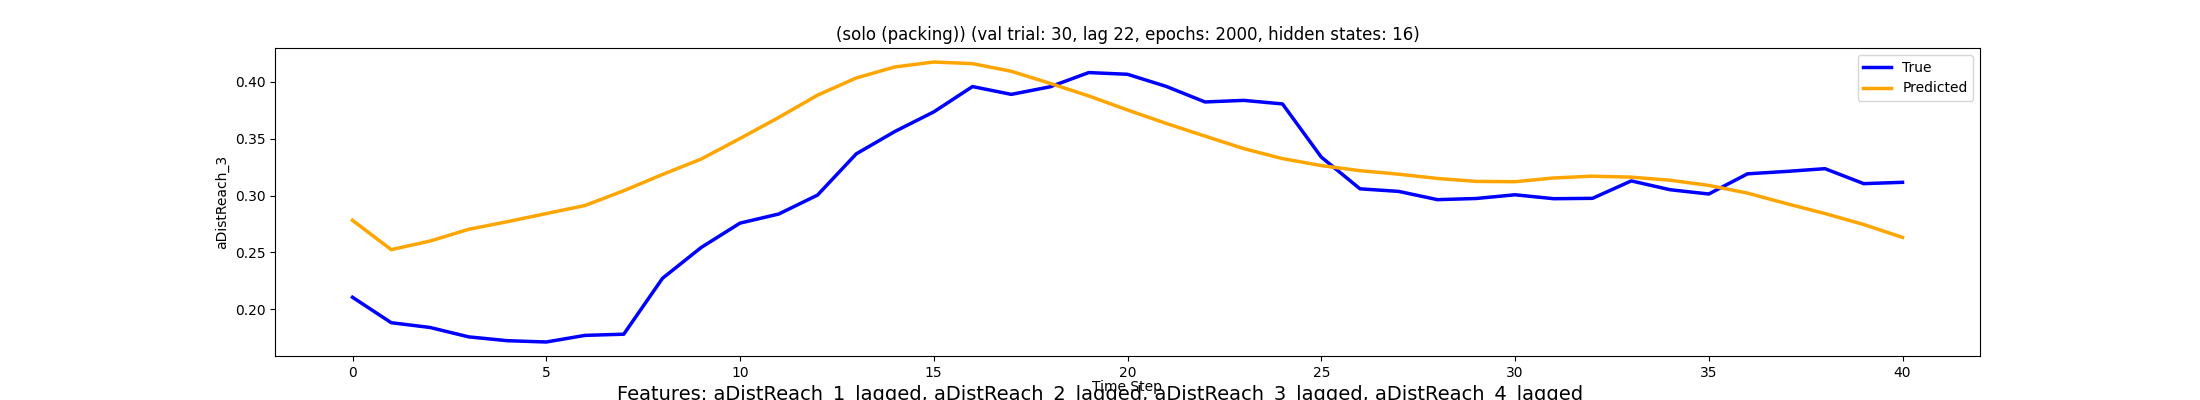 (solo (packing)) (val trial: 30, lag 22, epochs: 2000, hidden states: 16)
True
Predicted
aDistReach_3
0.40
0.35
0.30
0.25
0.20
0 5 10 15 20 25 30 35 40
Time Step
Features: aDistReach_1_lagged, aDistReach_2_lagged, aDistReach_3_lagged, aDistReach_4_lagged